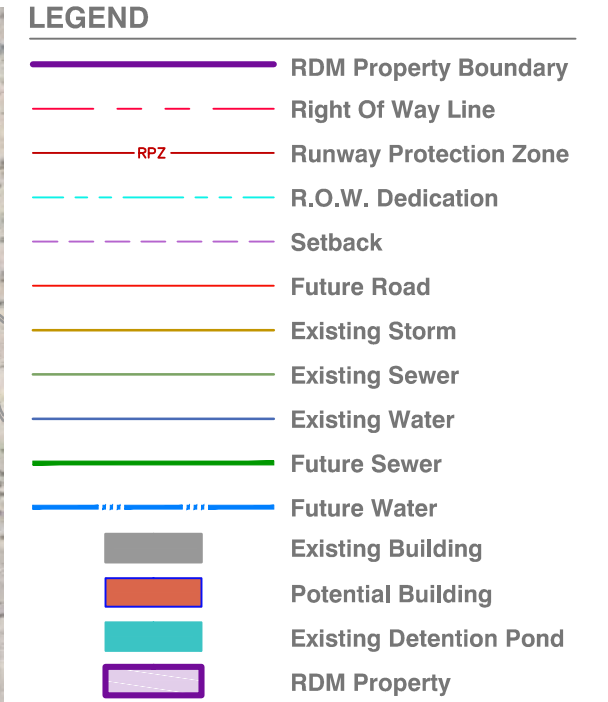 LEGEND
RDM Property Boundary
Right Of Way Line
RPZ Runway Protection Zone
R.O.W. Dedication
Setback
Future Road
Existing Storm
Existing Sewer
Existing Water
Future Sewer
Future Water
Existing Building
Potential Building
Existing Detention Pond
RDM Property